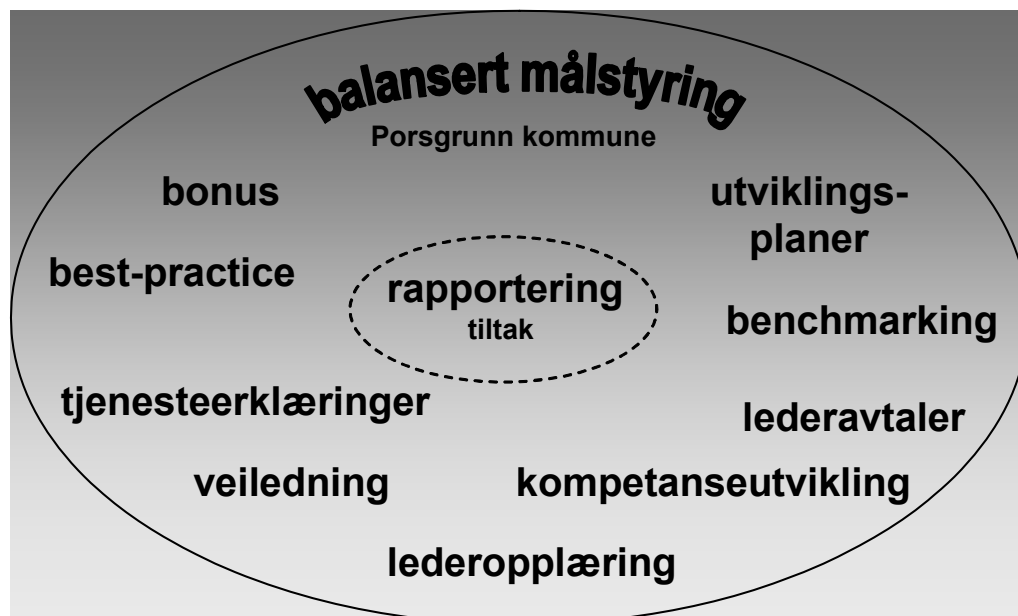 balansert målstyring
Porsgrunn kommune
bonus
utviklings-
planer
best-practice
rapportering
tiltak
benchmarking
tjenesteerklæringer
lederavtaler
veiledning
kompetanseutvikling
lederopplæring